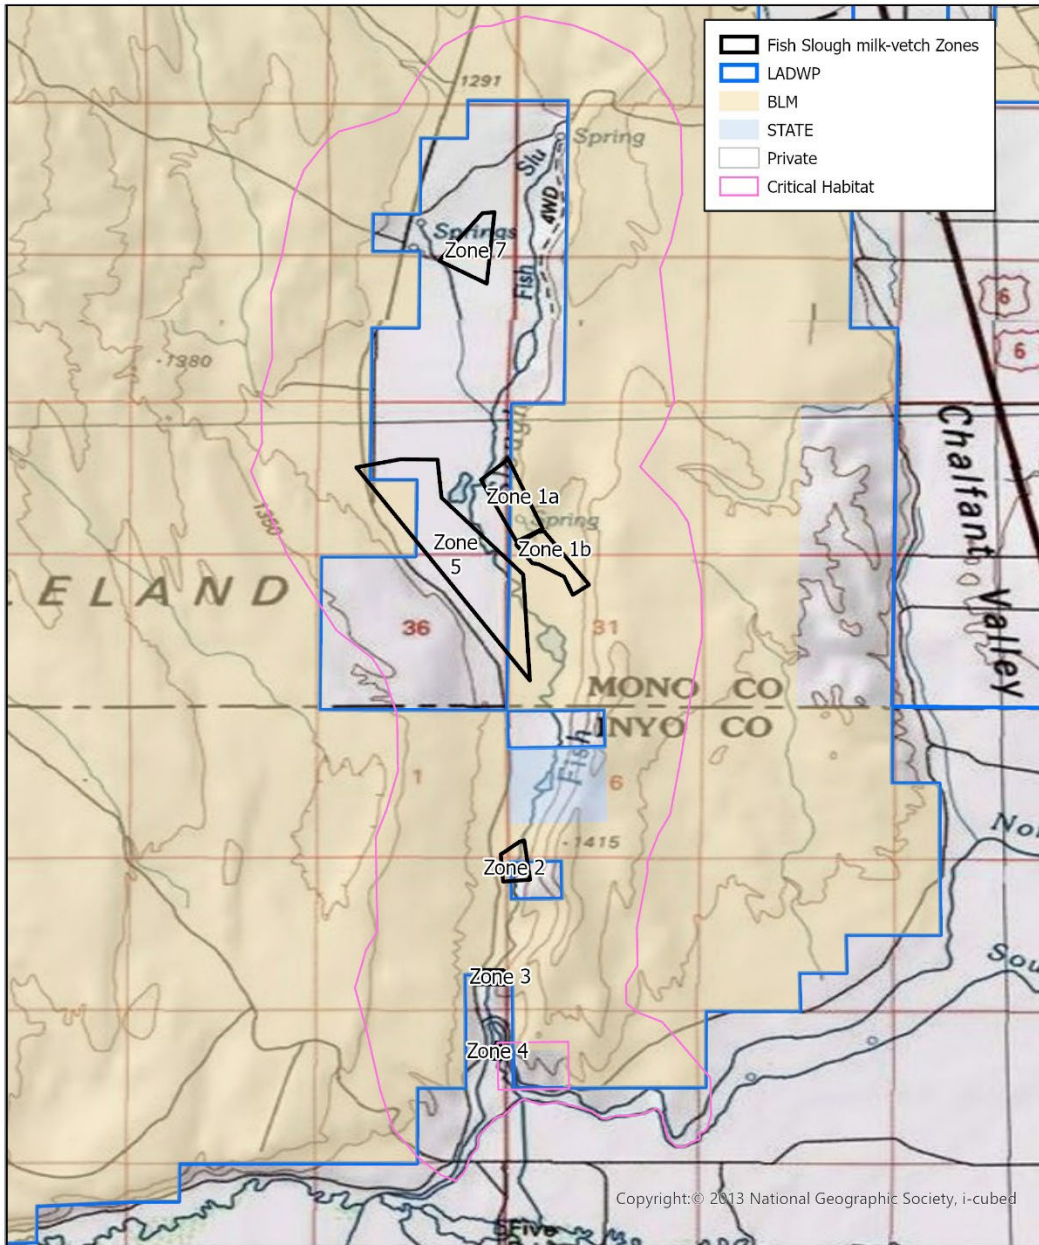 Fish Slough milk-vetch Zones
LADWP
BLM
STATE
Private
Critical Habitat
1291
Spring
Slu
4WD
Springs
Zone 7
Fish
6
6
1380
Chalfant Valley
Zone 1a
Spring
1350
Zone 1b
Zone
5
ELAND
36
31
MONO CO
INYO CO
Fish
1
6
1415
Zone 2
Nor
Sou
Zone 3
Zone 4
Copyright:© 2013 National Geographic Society, i-cubed
Five